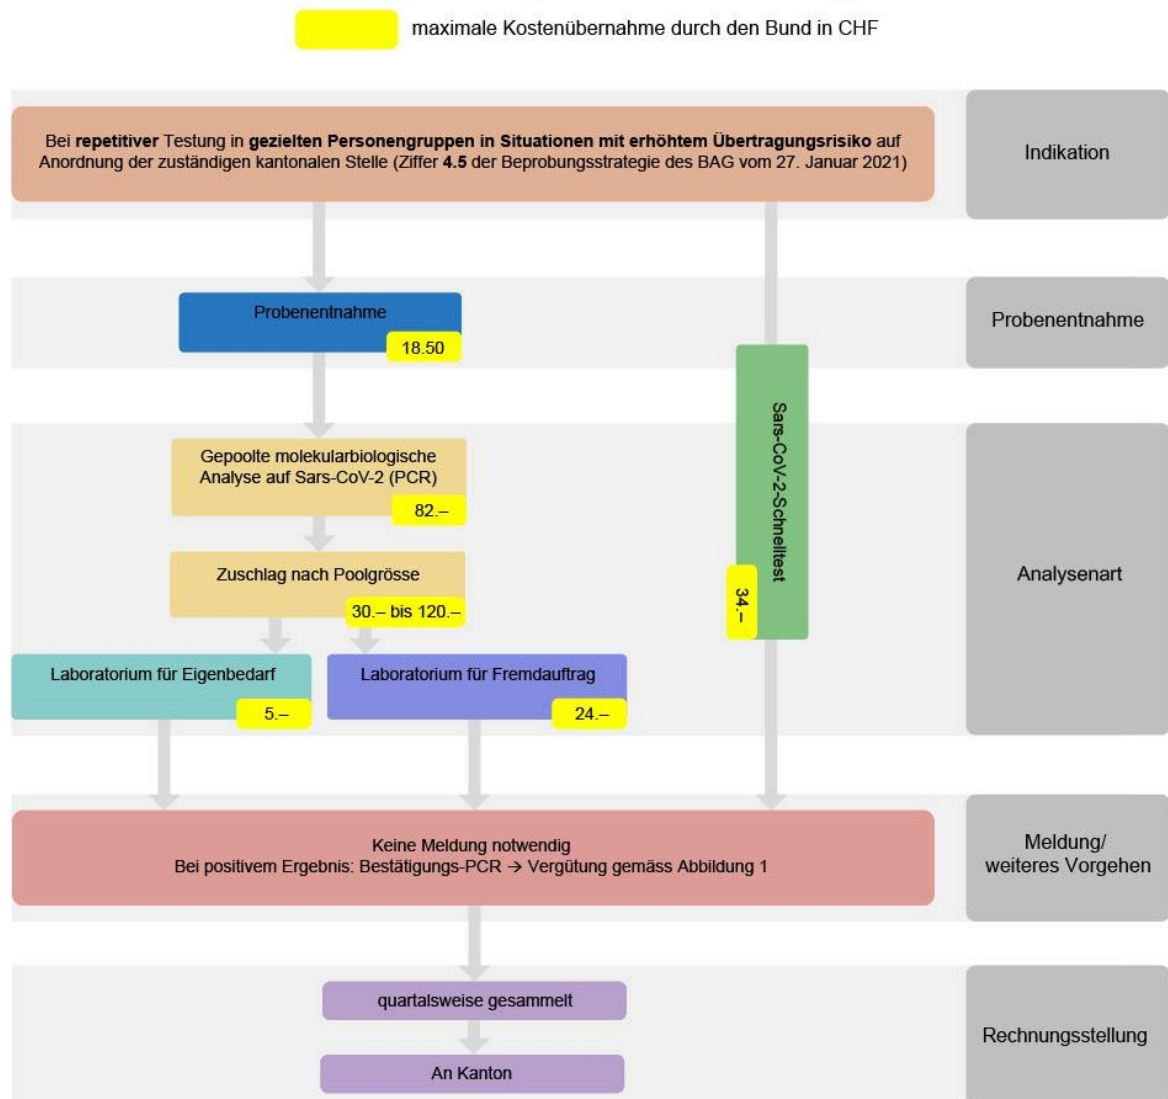 maximale Kostenübernahme durch den Bund in CHF
Bei repetitiver Testung in gezielten Personengruppen in Situationen mit erhöhtem Übertragungsrisiko auf
Anordnung der zuständigen kantonalen Stelle (Ziffer 4.5 der Beprobungsstrategie des BAG vom 27. Januar 2021)
Indikation
Probenentnahme
18.50
Probenentnahme
Gepoolte molekularbiologische
Analyse auf Sars-CoV-2 (PCR)
82.–
Zuschlag nach Poolgrösse
30.– bis 120.–
Laboratorium für Eigenbedarf
5.–
Laboratorium für Fremdauftrag
24.–
Sars-CoV-2-Schnelltest
34.–
Analysenart
Keine Meldung notwendig
Bei positivem Ergebnis: Bestätigungs-PCR → Vergütung gemäss Abbildung 1
Meldung/
weiteres Vorgehen
quartalsweise gesammelt
An Kanton
Rechnungsstellung